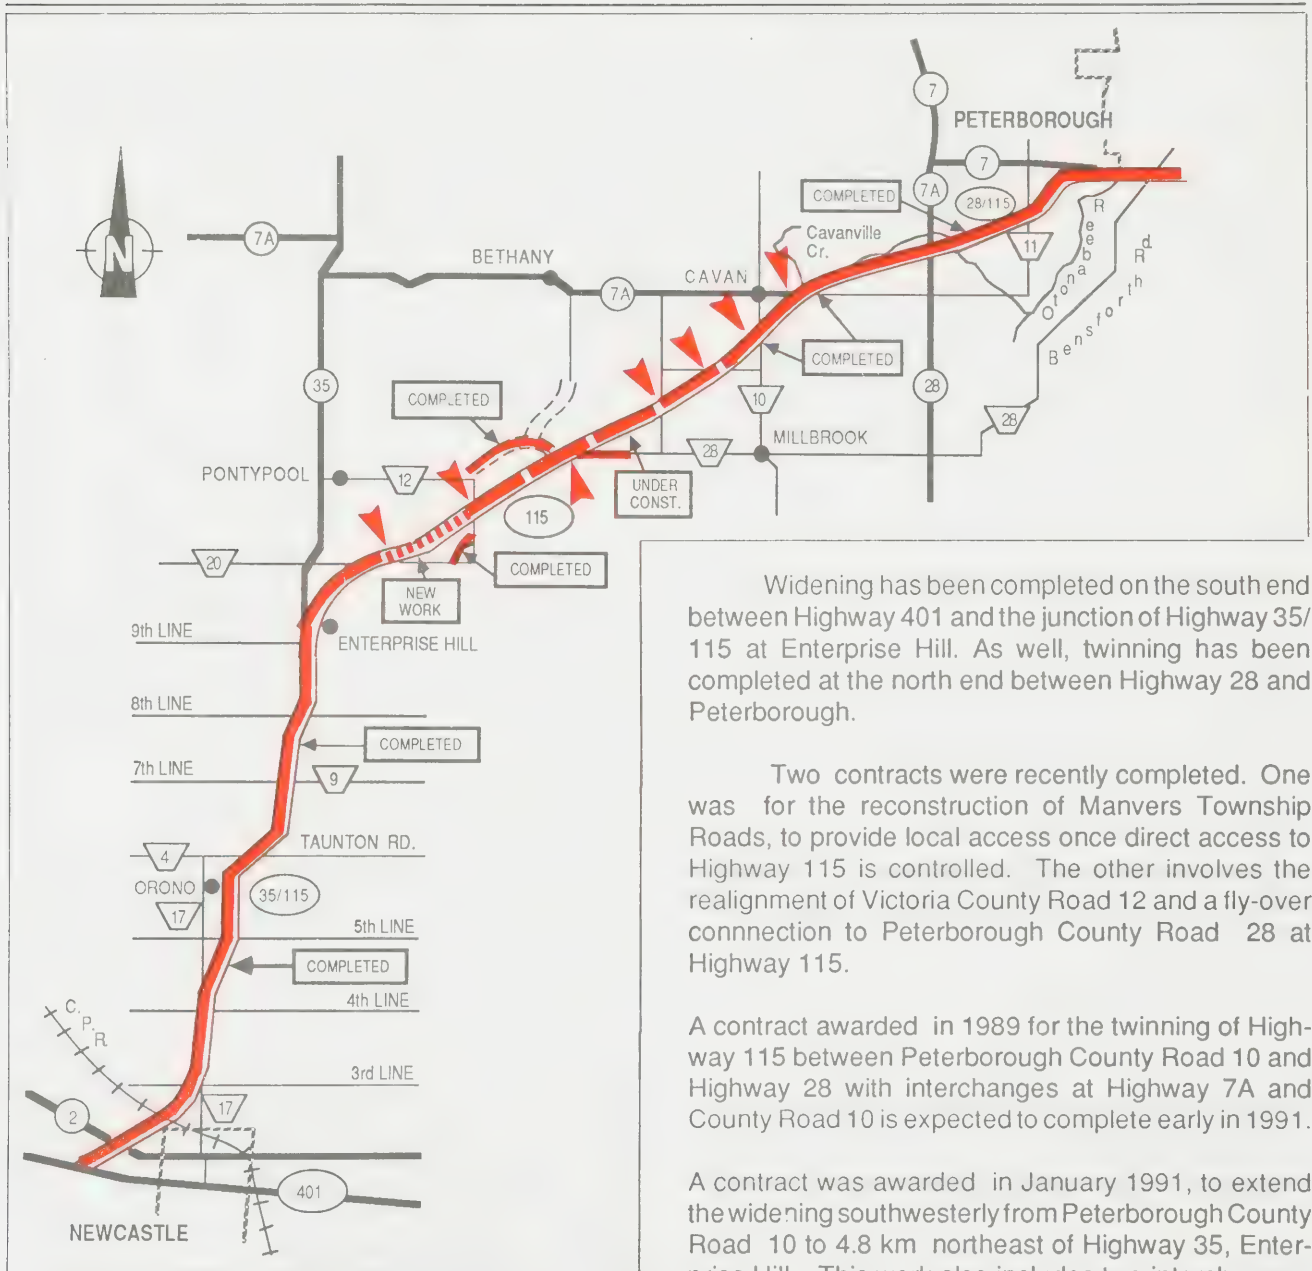 7
PETERBOROUGH
7
COMPLETED
7A
28/115
Cavanville
Cr.
11
Otonabee R
Bensforth Rd
N
7A
BETHANY
CAVAN
7A
COMPLETED
35
COMPLETED
10
28
28
MILLBROOK
PONTYPOOL
12
28
UNDER
CONST.
115
20
COMPLETED
NEW
WORK
9th LINE
ENTERPRISE HILL
8th LINE
COMPLETED
7th LINE
9
TAUNTON RD.
4
ORONO
35/115
17
5th LINE
COMPLETED
4th LINE
C.P.R.
3rd LINE
17
2
401
NEWCASTLE
Widening has been completed on the south end
between Highway 401 and the junction of Highway 35/
115 at Enterprise Hill. As well, twinning has been
completed at the north end between Highway 28 and
Peterborough.
Two contracts were recently completed. One
was for the reconstruction of Manvers Township
Roads, to provide local access once direct access to
Highway 115 is controlled. The other involves the
realignment of Victoria County Road 12 and a fly-over
connnection to Peterborough County Road 28 at
Highway 115.
A contract awarded in 1989 for the twinning of High-
way 115 between Peterborough County Road 10 and
Highway 28 with interchanges at Highway 7A and
County Road 10 is expected to complete early in 1991.
A contract was awarded in January 1991, to extend
the widening southwesterly from Peterborough County
Road 10 to 4.8 km northeast of Highway 35, Enter-